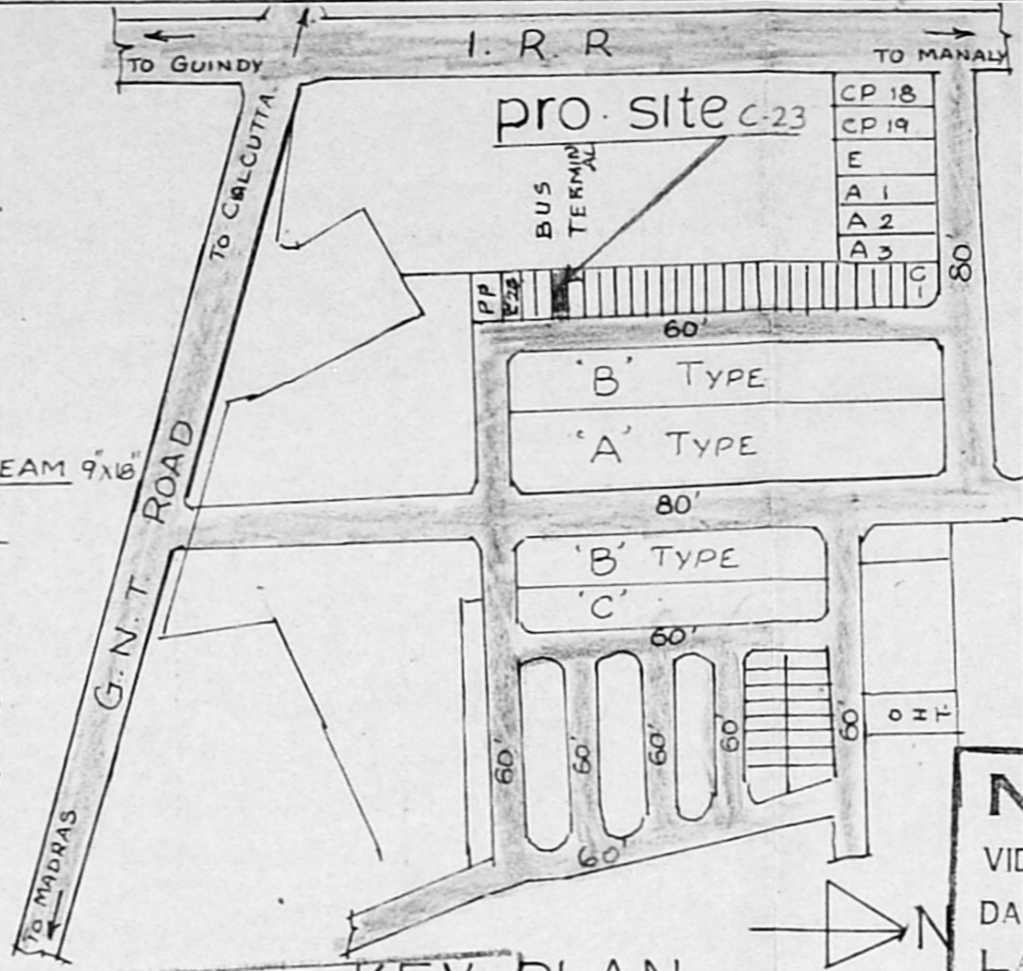 I. R. R
TO GUINDY
TO MANALY
TO CALCUTTA
pro. site C-23
BUS
TERMINAL
CP 18
CP 19
E
A 1
A 2
A 3
C-1
PP
80'
60'
'B' TYPE
'A' TYPE
EAM 9"x18"
G.N.T ROAD
80'
'B' TYPE
'C'
60'
60'
60'
60'
60'
60'
OHT.
60'
TO MADRAS
N
N
VID
DA
KEY PLAN